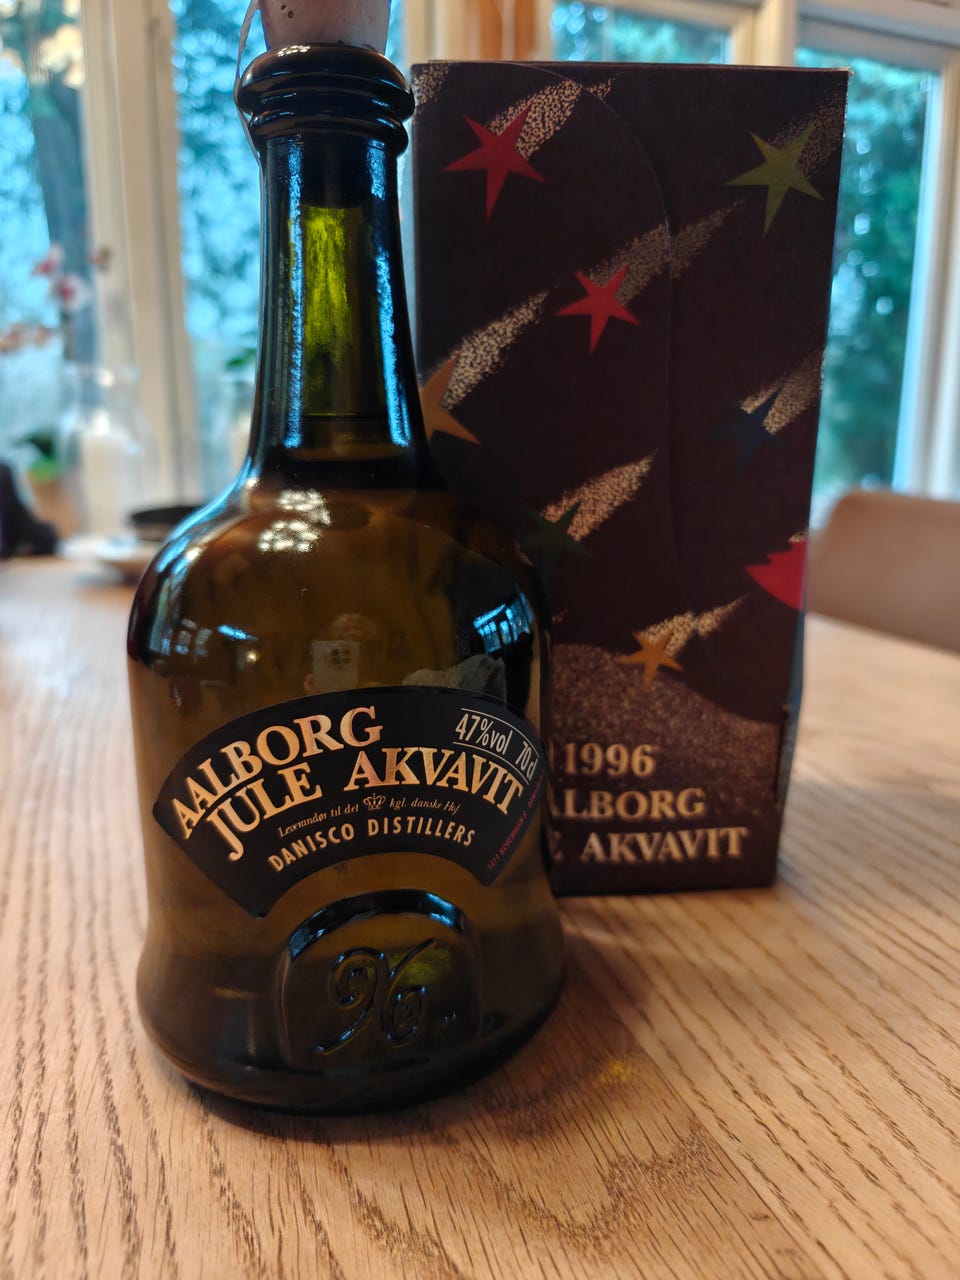 AALBORG
JULE AKVAVIT
47%vol 70cl
Leverandør til det kgl. danske Hof
DANISCO DISTILLERS
96
1996
ALBORG
E AKVAVIT